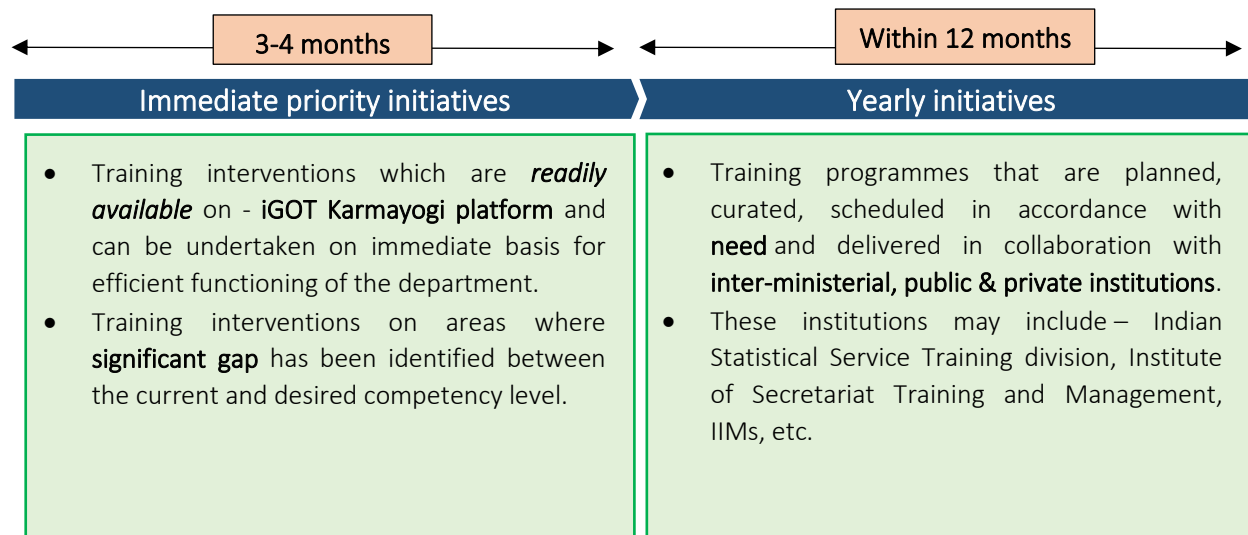 3-4 months
Within 12 months
Immediate priority initiatives
Yearly initiatives
• Training interventions which are readily
available on - iGOT Karmayogi platform and
can be undertaken on immediate basis for
efficient functioning of the department.
• Training interventions on areas where
significant gap has been identified between
the current and desired competency level.
• Training programmes that are planned,
curated, scheduled in accordance with
need and delivered in collaboration with
inter-ministerial, public & private institutions.
• These institutions may include – Indian
Statistical Service Training division, Institute
of Secretariat Training and Management,
IIMs, etc.